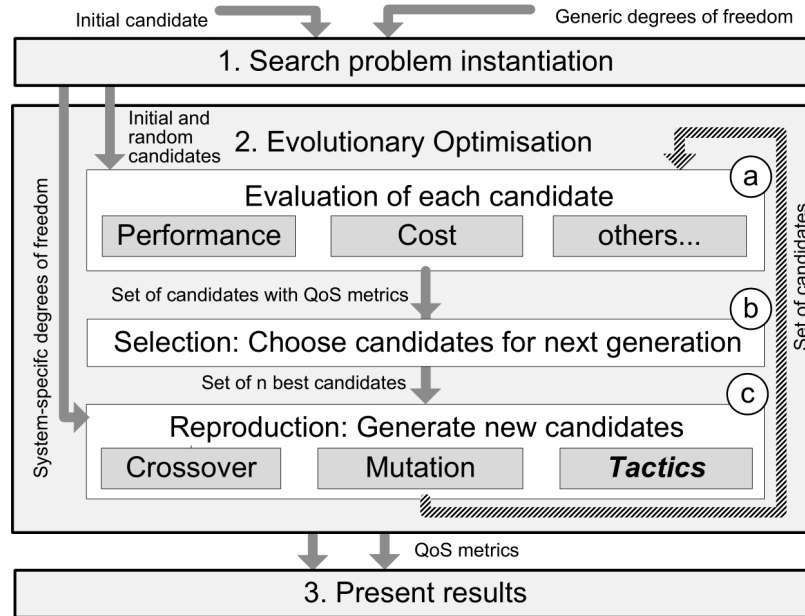 Initial candidate
Generic degrees of freedom
1. Search problem instantiation
Initial and
random
candidates
2. Evolutionary Optimisation
a
Evaluation of each candidate
Performance
Cost
others...
System-specifc degrees of freedom
Set of candidates
Set of candidates with QoS metrics
b
Selection: Choose candidates for next generation
Set of n best candidates
c
Reproduction: Generate new candidates
Crossover
Mutation
Tactics
QoS metrics
3. Present results